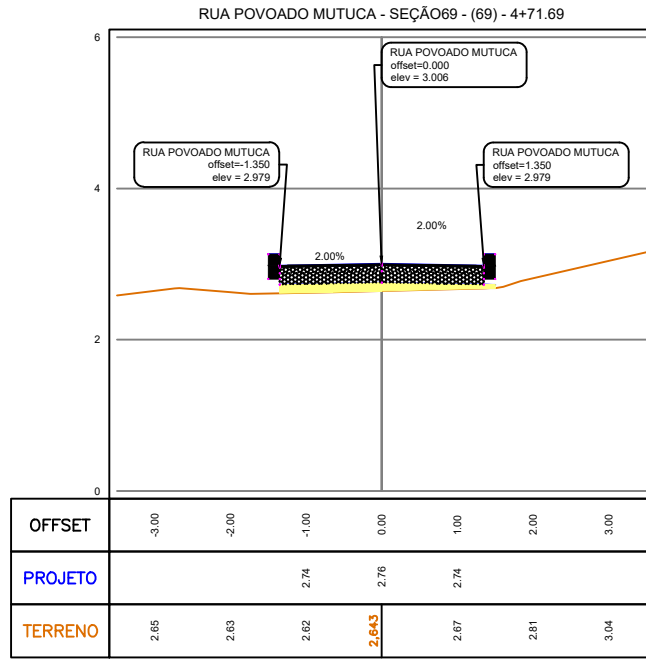 RUA POVOADO MUTUCA - SEÇÃO69 - (69) - 4+71.69
6
RUA POVOADO MUTUCA
offset=0.000
elev = 3.006
RUA POVOADO MUTUCA
offset=-1.350
elev = 2.979
RUA POVOADO MUTUCA
offset=1.350
elev = 2.979
4
2.00%
2.00%
2
0
OFFSET -3.00 -2.00 -1.00 0.00 1.00 2.00 3.00
PROJETO 2.74 2.76 2.74
TERRENO 2.65 2.63 2.62 2,643 2.67 2.81 3.04